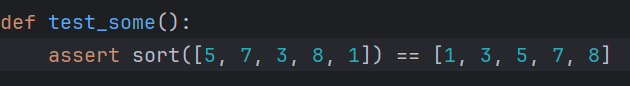 def test_some():
    assert sort([5, 7, 3, 8, 1]) == [1, 3, 5, 7, 8]